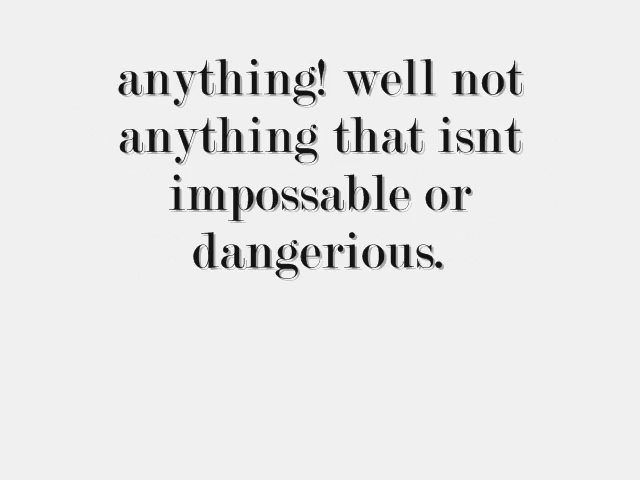 anything! well not
anything that isnt
impossable or
dangerious.